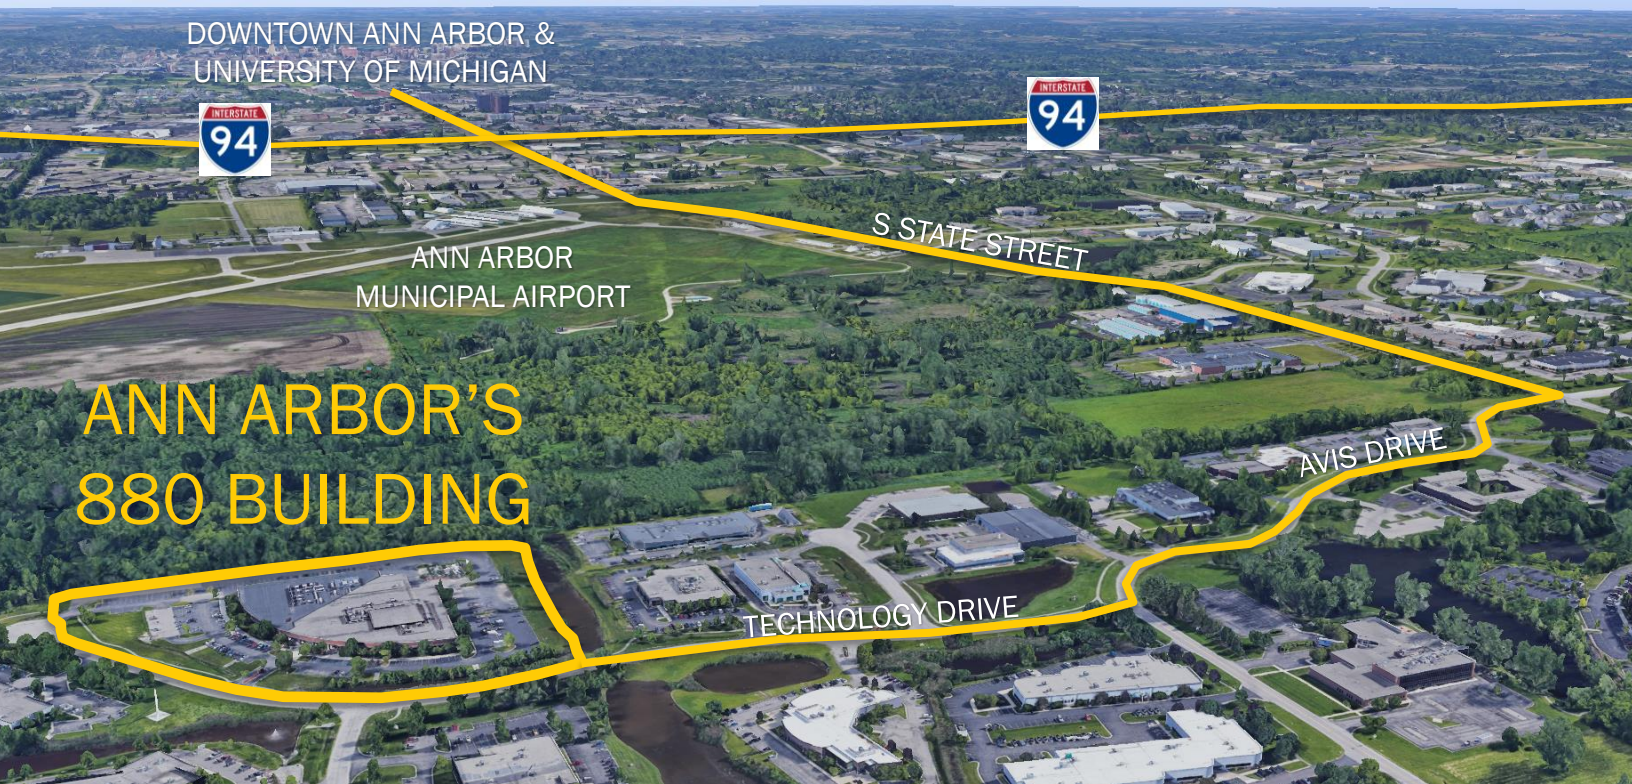 DOWNTOWN ANN ARBOR &
UNIVERSITY OF MICHIGAN
INTERSTATE
94
INTERSTATE
94
S STATE STREET
ANN ARBOR
MUNICIPAL AIRPORT
ANN ARBOR'S
880 BUILDING
AVIS DRIVE
TECHNOLOGY DRIVE